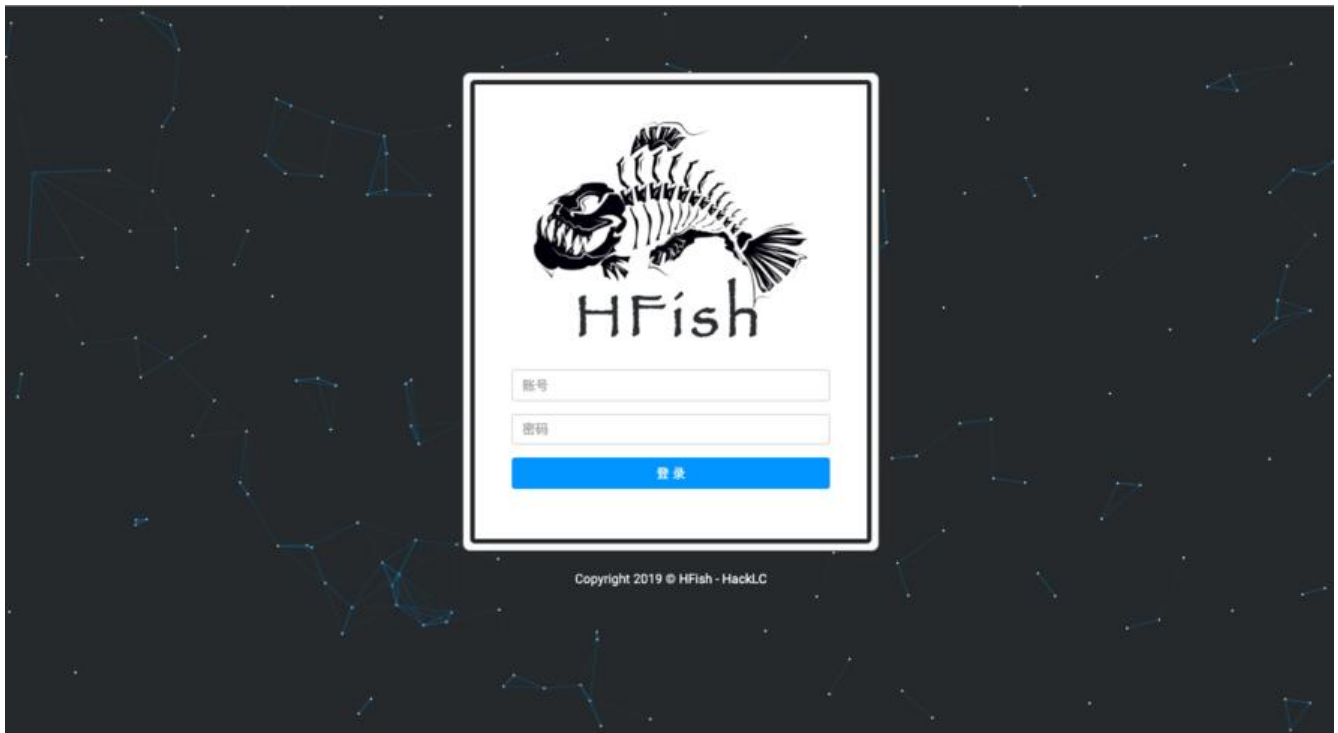 HFish
账号
密码
登 录
Copyright 2019 © HFish - HackLC